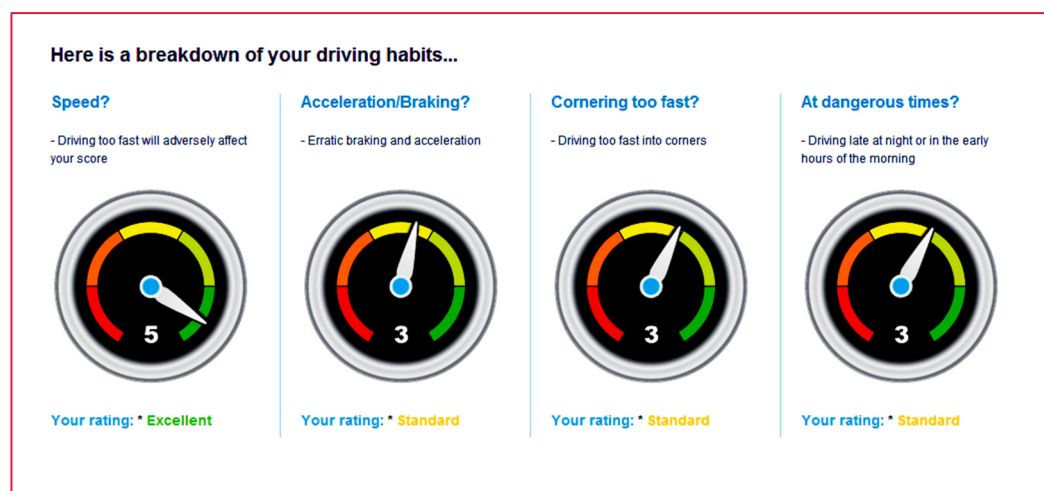 Here is a breakdown of your driving habits...
Speed?
- Driving too fast will adversely affect
your score
5
Your rating: * Excellent
Acceleration/Braking?
- Erratic braking and acceleration
3
Your rating: * Standard
Cornering too fast?
- Driving too fast into corners
3
Your rating: * Standard
At dangerous times?
- Driving late at night or in the early
hours of the morning
3
Your rating: * Standard